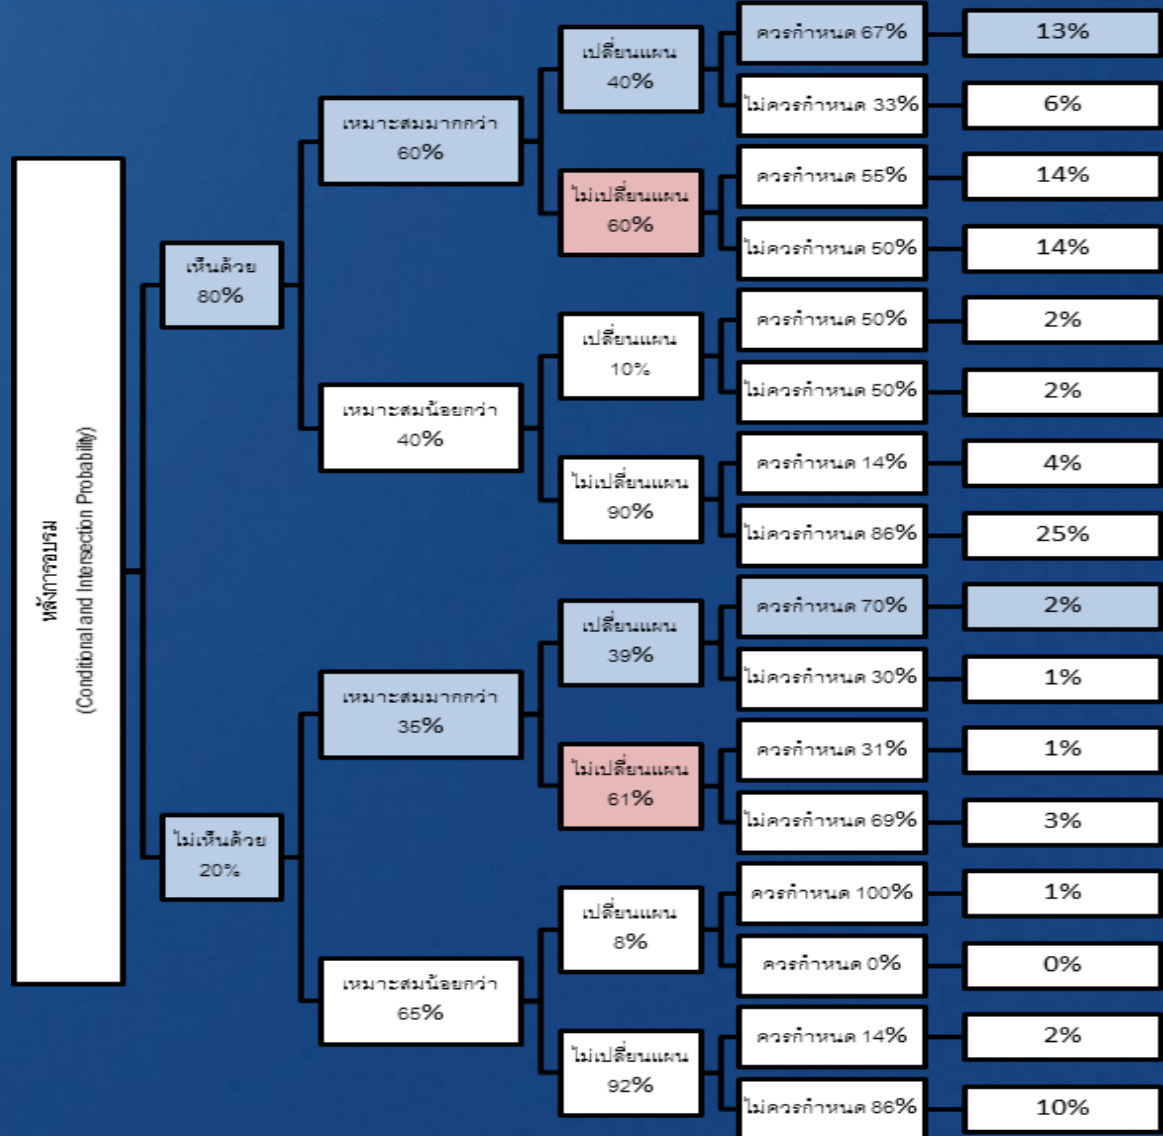 หลังการอบรม
(Conditional and Intersection Probability)
เห็นด้วย
80%
เหมาะสมมากกว่า
60%
เปลี่ยนแผน
40%
ควรกำหนด 67%
13%
ไม่ควรกำหนด 33%
6%
ไม่เปลี่ยนแผน
60%
ควรกำหนด 55%
14%
ไม่ควรกำหนด 50%
14%
เหมาะสมน้อยกว่า
40%
เปลี่ยนแผน
10%
ควรกำหนด 50%
2%
ไม่ควรกำหนด 50%
2%
ไม่เปลี่ยนแผน
90%
ควรกำหนด 14%
4%
ไม่ควรกำหนด 86%
25%
ไม่เห็นด้วย
20%
เหมาะสมมากกว่า
35%
เปลี่ยนแผน
39%
ควรกำหนด 70%
2%
ไม่ควรกำหนด 30%
1%
ไม่เปลี่ยนแผน
61%
ควรกำหนด 31%
1%
ไม่ควรกำหนด 69%
3%
เหมาะสมน้อยกว่า
65%
เปลี่ยนแผน
8%
ควรกำหนด 100%
1%
ควรกำหนด 0%
0%
ไม่เปลี่ยนแผน
92%
ควรกำหนด 14%
2%
ไม่ควรกำหนด 86%
10%